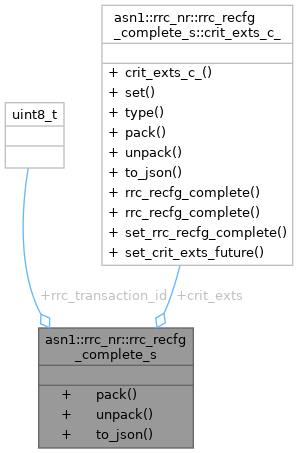 asn1::rrc_nr::rrc_recfg
_complete_s::crit_exts_c_
+ crit_exts_c_()
+ set()
+ type()
+ pack()
+ unpack()
+ to_json()
+ rrc_recfg_complete()
+ rrc_recfg_complete()
+ set_rrc_recfg_complete()
+ set_crit_exts_future()
uint8_t
+rrc_transaction_id
+crit_exts
asn1::rrc_nr::rrc_recfg
_complete_s
+ pack()
+ unpack()
+ to_json()